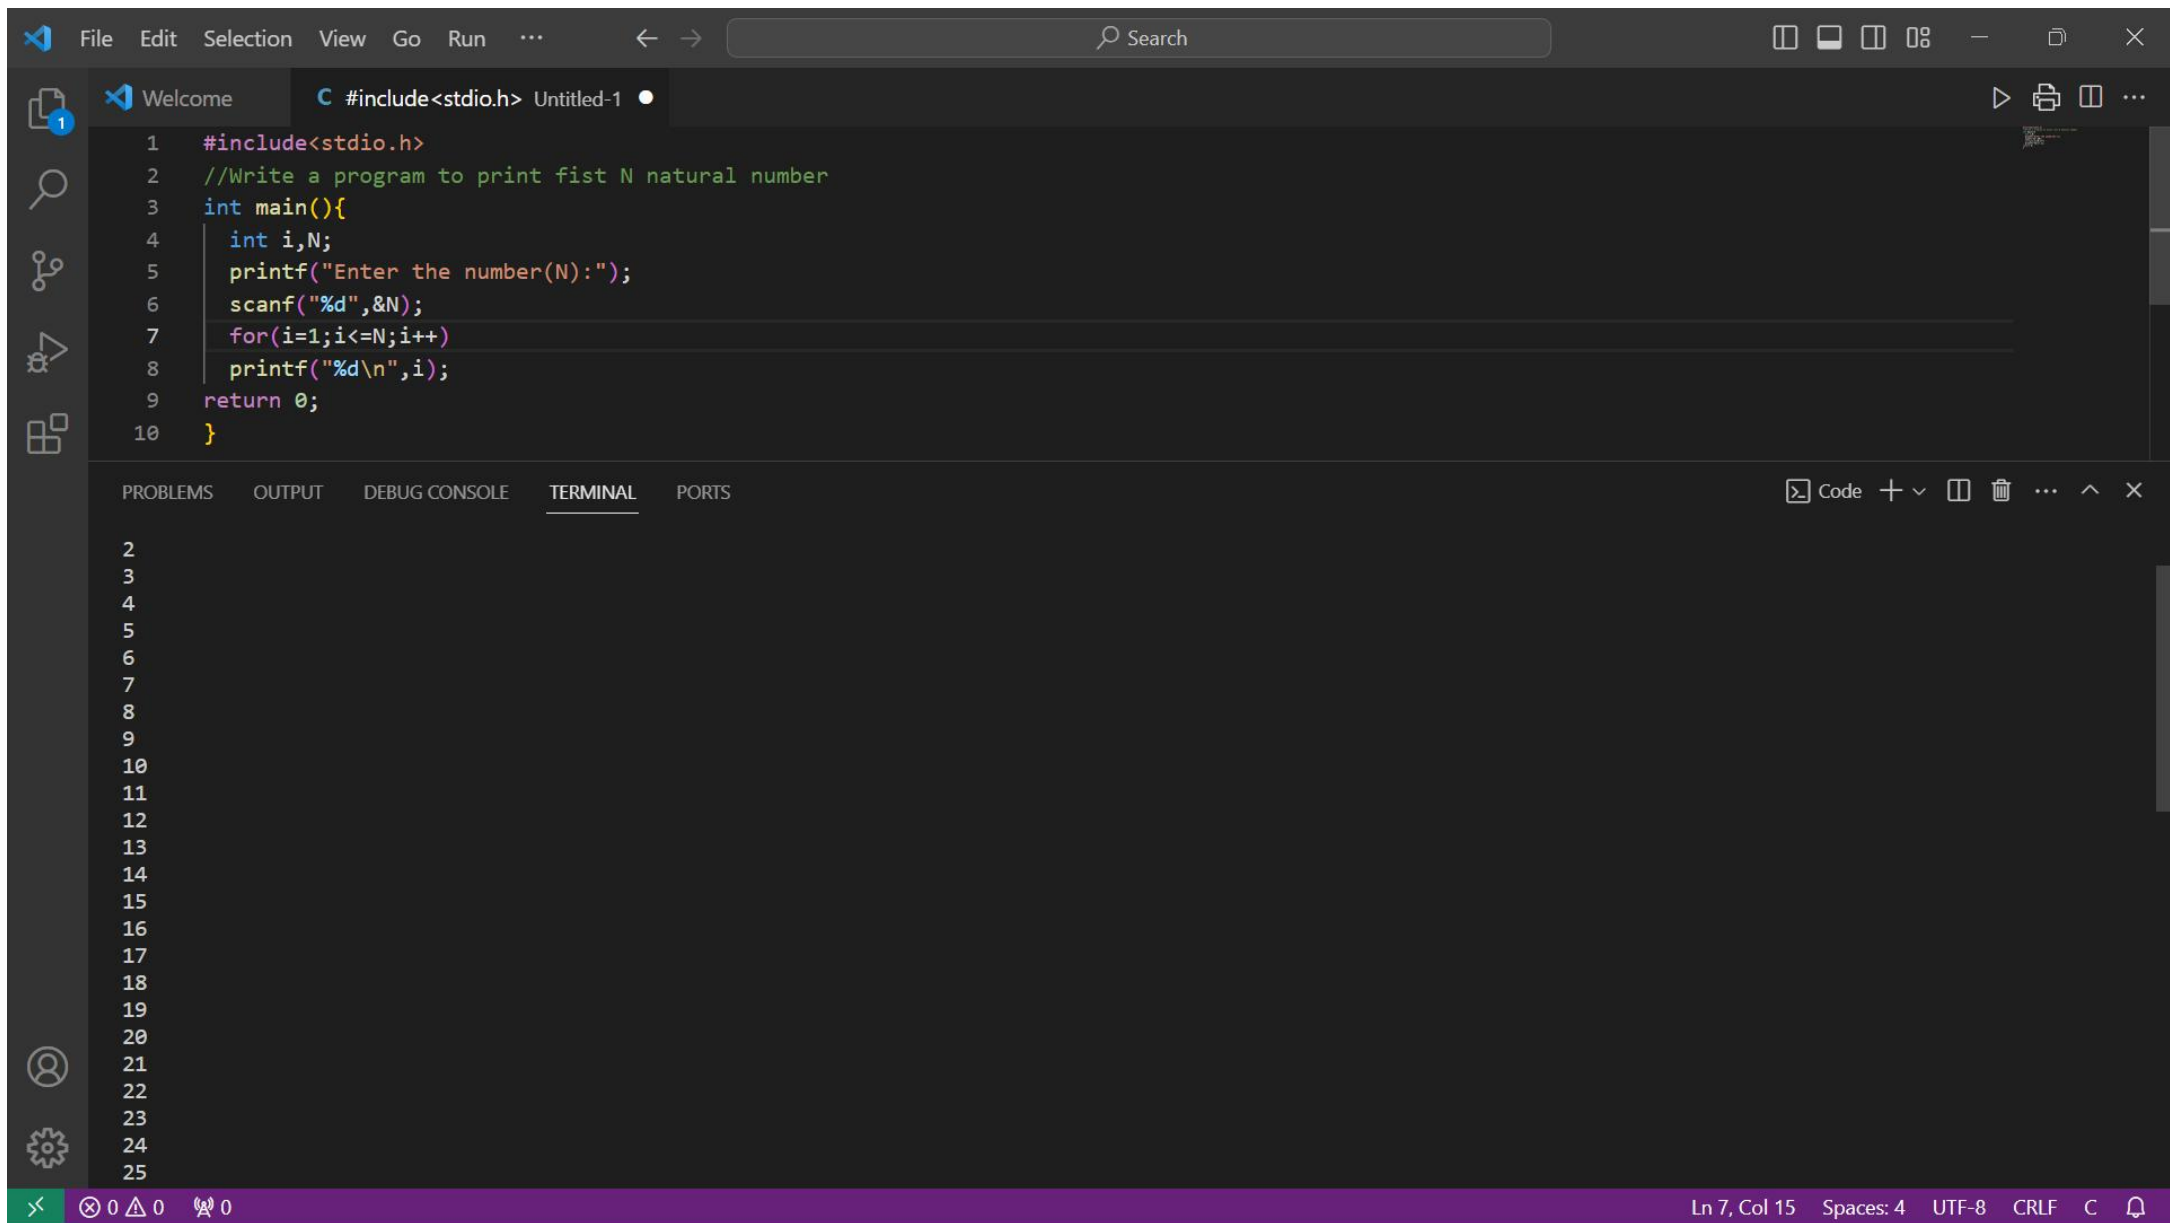 File Edit Selection View Go Run ··· Search
Welcome C #include<stdio.h> Untitled-1
1 #include<stdio.h>
2 //Write a program to print fist N natural number
3 int main(){
4 int i,N;
5 printf("Enter the number(N):");
6 scanf("%d",&N);
7 for(i=1;i<=N;i++)
8 printf("%d\n",i);
9 return 0;
10 }
1
PROBLEMS OUTPUT DEBUG CONSOLE TERMINAL PORTS Code
2
3
4
5
6
7
8
9
10
11
12
13
14
15
16
17
18
19
20
21
22
23
24
25
0 0 0 Ln 7, Col 15 Spaces: 4 UTF-8 CRLF C